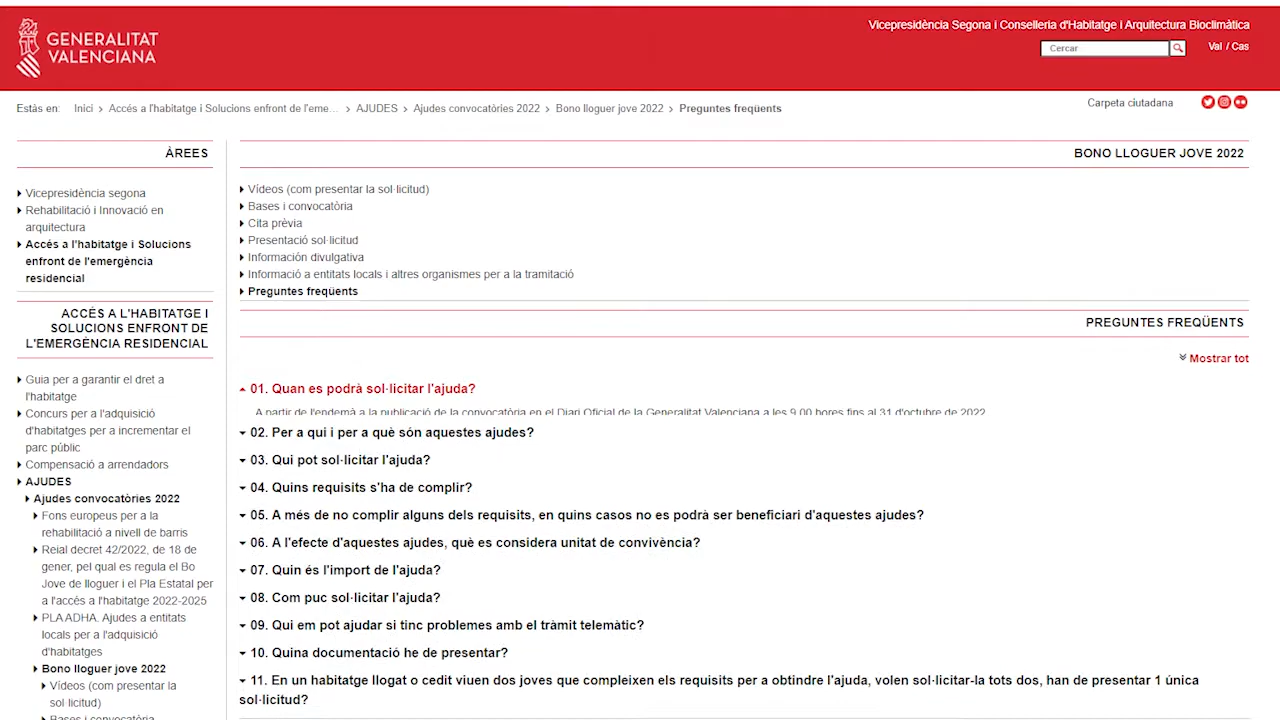 GENERALITAT
VALENCIANA
Vicepresidència Segona i Conselleria d'Habitatge i Arquitectura Bioclimàtica
Cercar
Val / Cas
Estàs en: Inici › Accés a l'habitatge i Solucions enfront de l'eme... › AJUDES › Ajudes convocatòries 2022 › Bono lloguer jove 2022 › Preguntes freqüents
Carpeta ciutadana
ÀREES
Vicepresidència segona
Rehabilitació i Innovació en
arquitectura
Accés a l'habitatge i Solucions
enfront de l'emergència
residencial
ACCÉS A L'HABITATGE I
SOLUCIONS ENFRONT DE
L'EMERGÈNCIA RESIDENCIAL
Guia per a garantir el dret a
l'habitatge
Concurs per a l'adquisició
d'habitatges per a incrementar el
parc públic
Compensació a arrendadors
AJUDES
Ajudes convocatòries 2022
Fons europeus per a la
rehabilitació a nivell de barris
Reial decret 42/2022, de 18 de
gener, pel qual es regula el Bo
Jove de lloguer i el Pla Estatal per
a l'accés a l'habitatge 2022-2025
PLA ADHA. Ajudes a entitats
locals per a l'adquisició
d'habitatges
Bono lloguer jove 2022
Vídeos (com presentar la
sol·licitud)
Bases i convocatòria
BONO LLOGUER JOVE 2022
Vídeos (com presentar la sol·licitud)
Bases i convocatòria
Cita prèvia
Presentació sol·licitud
Información divulgativa
Informació a entitats locals i altres organismes per a la tramitació
Preguntes freqüents
PREGUNTES FREQÜENTS
Mostrar tot
01. Quan es podrà sol·licitar l'ajuda?
A partir de l'endemà a la publicació de la convocatòria en el Diari Oficial de la Generalitat Valenciana a les 9.00 hores fins al 31 d'octubre de 2022
02. Per a qui i per a què són aquestes ajudes?
03. Qui pot sol·licitar l'ajuda?
04. Quins requisits s'ha de complir?
05. A més de no complir alguns dels requisits, en quins casos no es podrà ser beneficiari d'aquestes ajudes?
06. A l'efecte d'aquestes ajudes, què es considera unitat de convivència?
07. Quin és l'import de l'ajuda?
08. Com puc sol·licitar l'ajuda?
09. Qui em pot ajudar si tinc problemes amb el tràmit telemàtic?
10. Quina documentació he de presentar?
11. En un habitatge llogat o cedit viuen dos joves que compleixen els requisits per a obtindre l'ajuda, volen sol·licitar-la tots dos, han de presentar 1 única
sol·licitud?